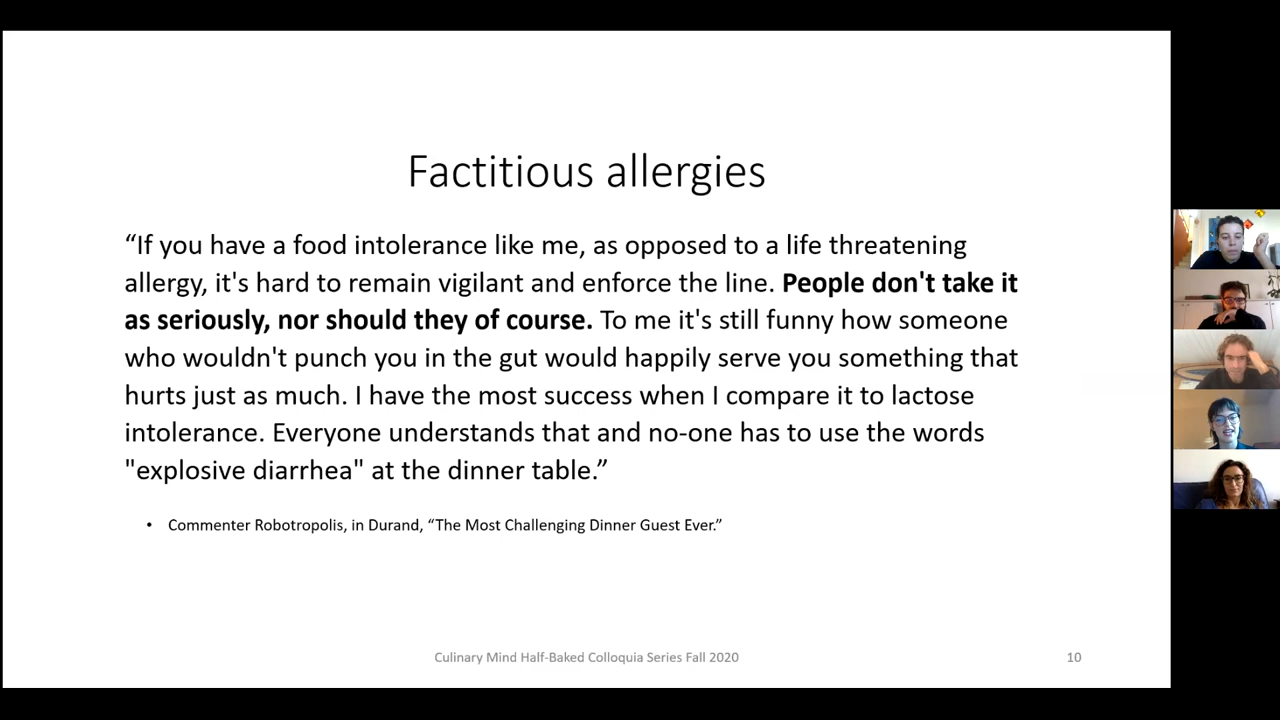 Factitious allergies
“If you have a food intolerance like me, as opposed to a life threatening
allergy, it's hard to remain vigilant and enforce the line. People don't take it
as seriously, nor should they of course. To me it's still funny how someone
who wouldn't punch you in the gut would happily serve you something that
hurts just as much. I have the most success when I compare it to lactose
intolerance. Everyone understands that and no-one has to use the words
"explosive diarrhea" at the dinner table.”
• Commenter Robotropolis, in Durand, “The Most Challenging Dinner Guest Ever.”
Culinary Mind Half-Baked Colloquia Series Fall 2020
10